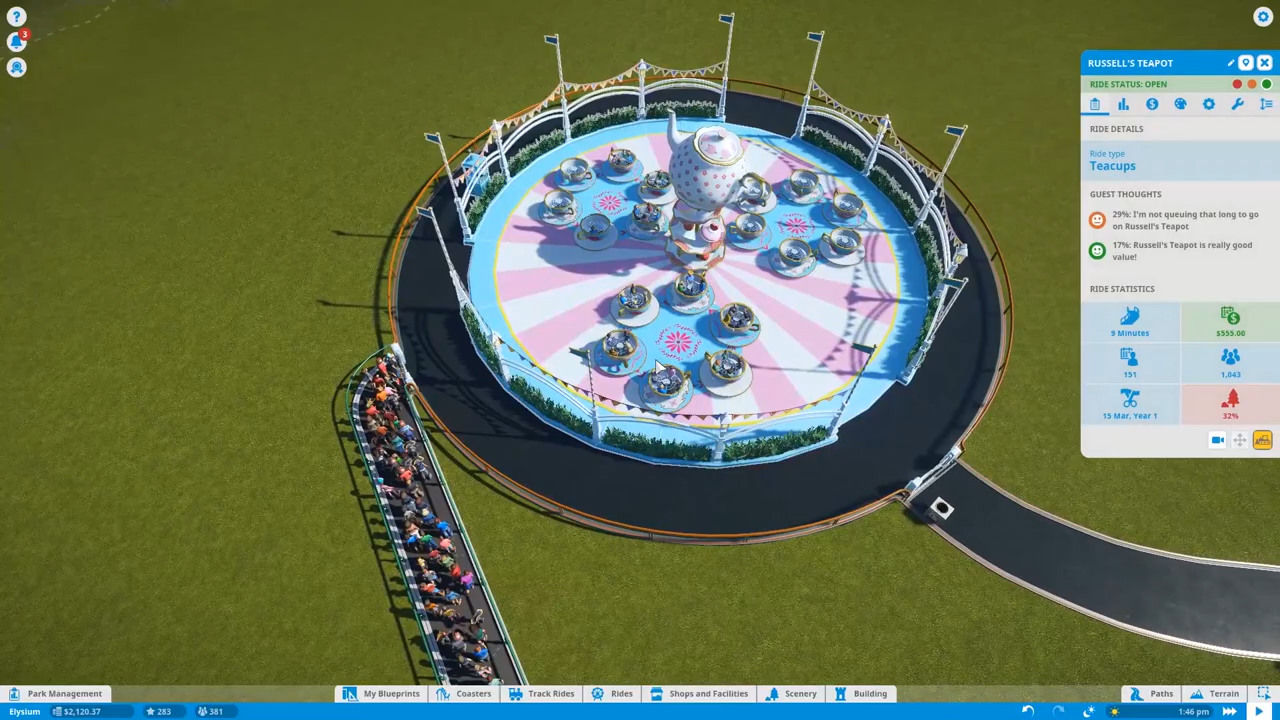 ?
3
RUSSELL'S TEAPOT
RIDE STATUS: OPEN
RIDE DETAILS
Ride type
Teacups
GUEST THOUGHTS
29%: I'm not queuing that long to go
on Russell's Teapot
17%: Russell's Teapot is really good
value!
RIDE STATISTICS
9 Minutes
$555.00
151
1,043
15 Mar, Year 1
32%
Park Management
My Blueprints
Coasters
Track Rides
Rides
Shops and Facilities
Scenery
Building
Paths
Terrain
Elysium
$2,120.37
283
381
1:46 pm